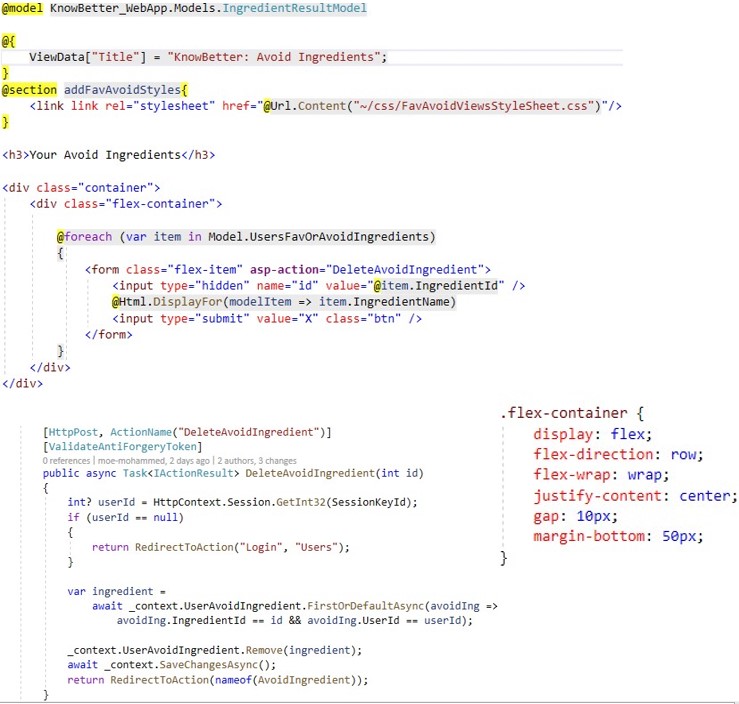 @model KnowBetter_WebApp.Models.IngredientResultModel
@{
ViewData["Title"] = "KnowBetter: Avoid Ingredients";
}
@section addFavAvoidStyles{
<link link rel="stylesheet" href="@Url.Content("~/css/FavAvoidViewsStyleSheet.css")"/>
}
<h3>Your Avoid Ingredients</h3>
<div class="container">
<div class="flex-container">
@foreach (var item in Model.UsersFavOrAvoidIngredients)
{
<form class="flex-item" asp-action="DeleteAvoidIngredient">
<input type="hidden" name="id" value="@item.IngredientId" />
@Html.DisplayFor(modelItem => item.IngredientName)
<input type="submit" value="X" class="btn" />
</form>
}
</div>
</div>
[HttpPost, ActionName("DeleteAvoidIngredient")]
[ValidateAntiForgeryToken]
0 references | moe-mohammed, 2 days ago | 2 authors, 3 changes
public async Task<IActionResult> DeleteAvoidIngredient(int id)
{
int? userId = HttpContext.Session.GetInt32(SessionKeyId);
if (userId == null)
{
return RedirectToAction("Login", "Users");
}
var ingredient =
await _context.UserAvoidIngredient.FirstOrDefaultAsync(avoidIng =>
avoidIng.IngredientId == id && avoidIng.UserId == userId);
_context.UserAvoidIngredient.Remove(ingredient);
await _context.SaveChangesAsync();
return RedirectToAction(nameof(AvoidIngredient));
}
.flex-container {
display: flex;
flex-direction: row;
flex-wrap: wrap;
justify-content: center;
gap: 10px;
margin-bottom: 50px;
}